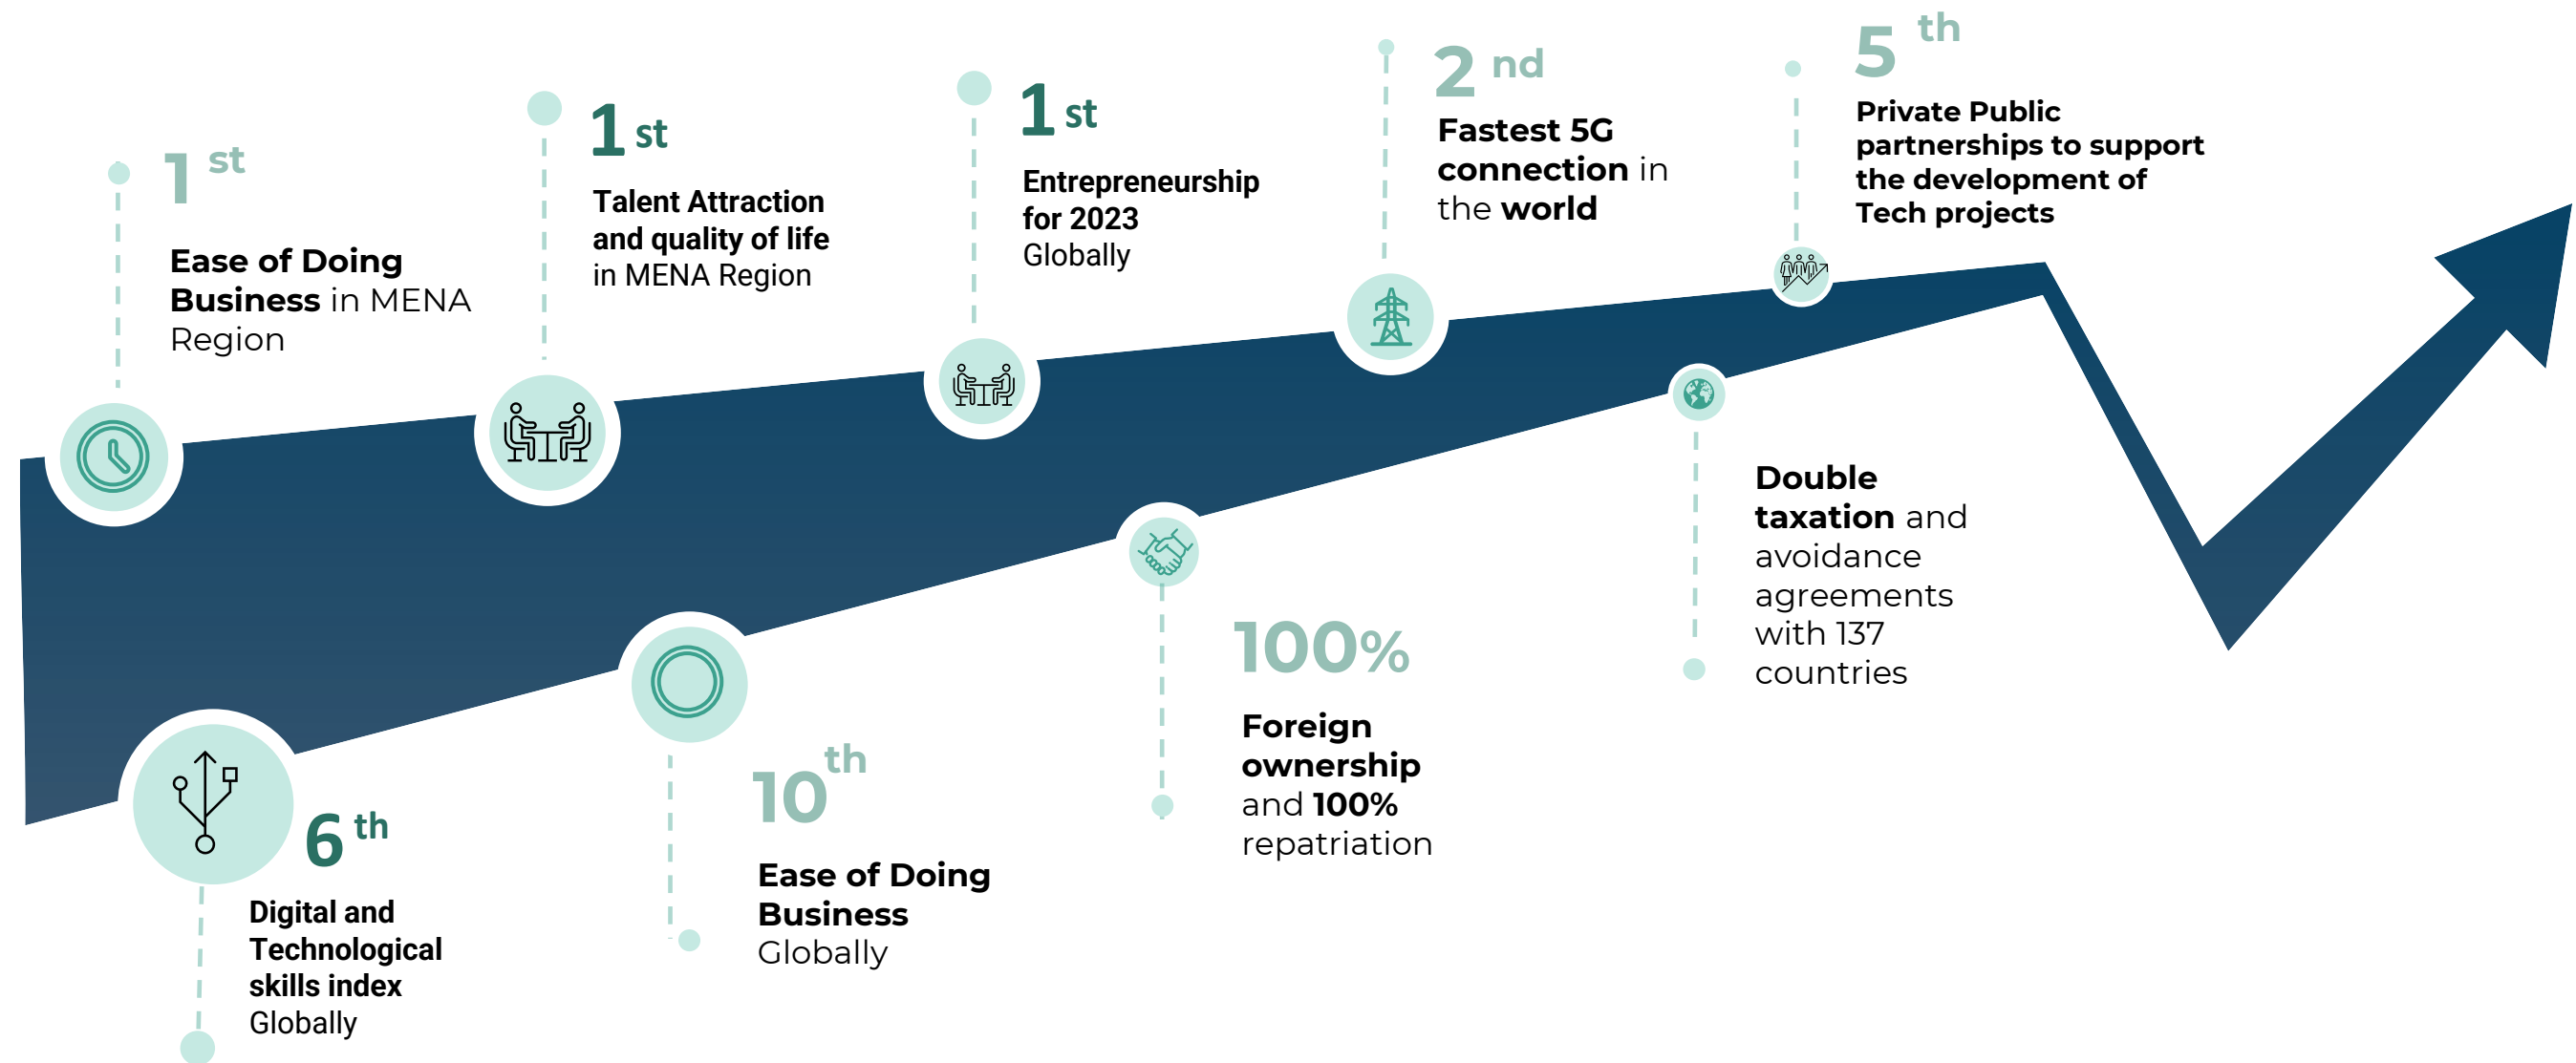 1 st
Ease of Doing
Business in MENA
Region
1 st
Talent Attraction
and quality of life
in MENA Region
1 st
Entrepreneurship
for 2023
Globally
2 nd
Fastest 5G
connection in
the world
5 th
Private Public
partnerships to support
the development of
Tech projects
6 th
Digital and
Technological
skills index
Globally
10th
Ease of Doing
Business
Globally
100%
Foreign
ownership
and 100%
repatriation
Double
taxation and
avoidance
agreements
with 137
countries